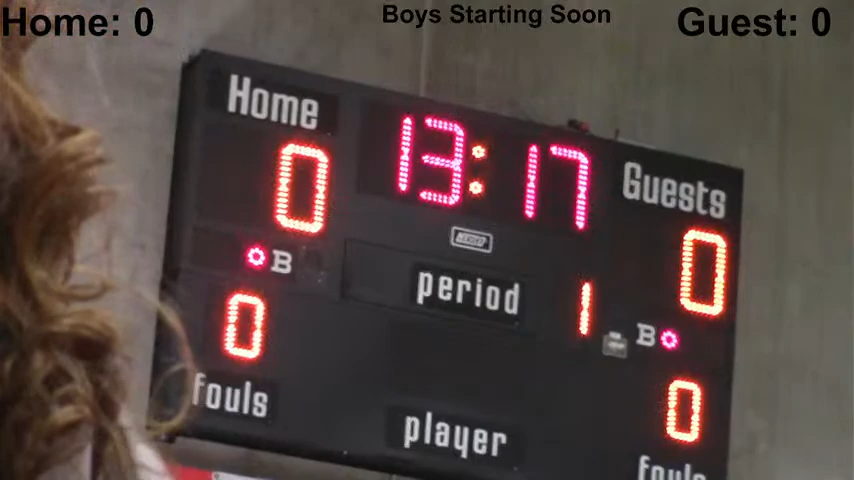 Home: 0
Boys Starting Soon
Guest: 0
Home
13:17
Guests
0
0
B
period
1
B
0
0
fouls
player
fouls